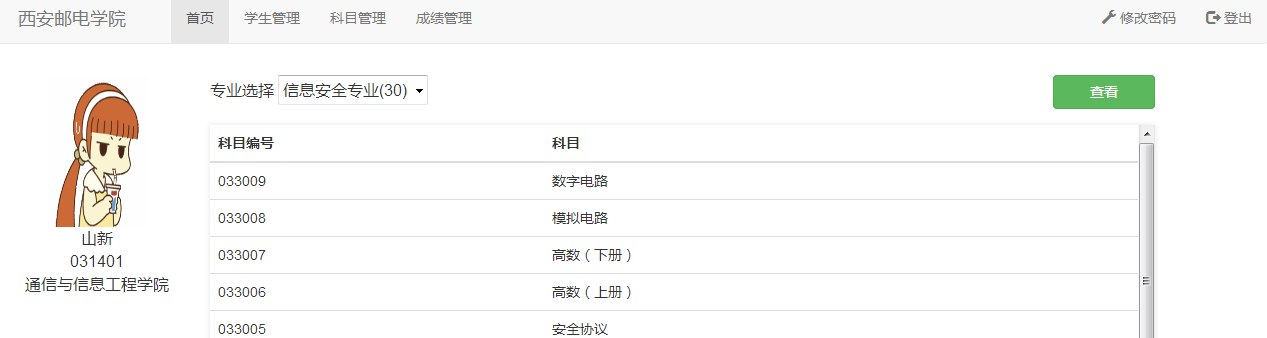 西安邮电学院 首页 学生管理 科目管理 成绩管理 修改密码 登出
专业选择 信息安全专业(30) 查看
科目编号 科目
033009 数字电路
033008 模拟电路
033007 高数（下册）
033006 高数（上册）
033005 安全协议
山新
031401
通信与信息工程学院